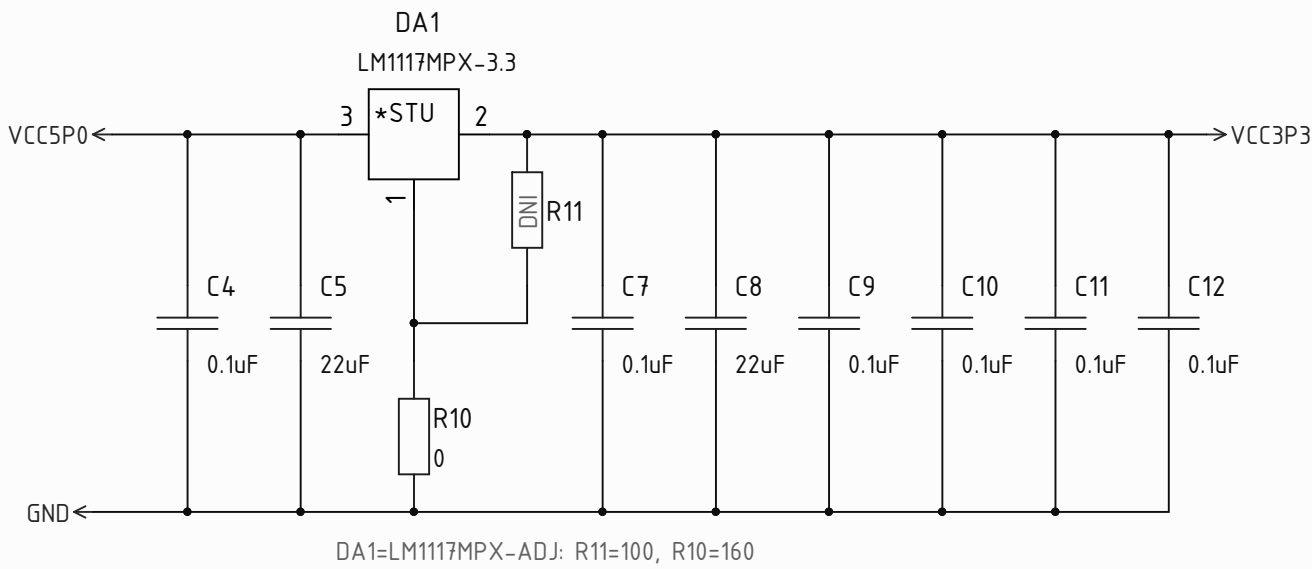 DA1
LM1117MPX-3.3
3
*STU
2
VCC5P0
VCC3P3
1
DNI
R11
C4
C5
C7
C8
C9
C10
C11
C12
0.1uF
22uF
0.1uF
22uF
0.1uF
0.1uF
0.1uF
0.1uF
R10
0
GND
DA1=LM1117MPX-ADJ: R11=100, R10=160